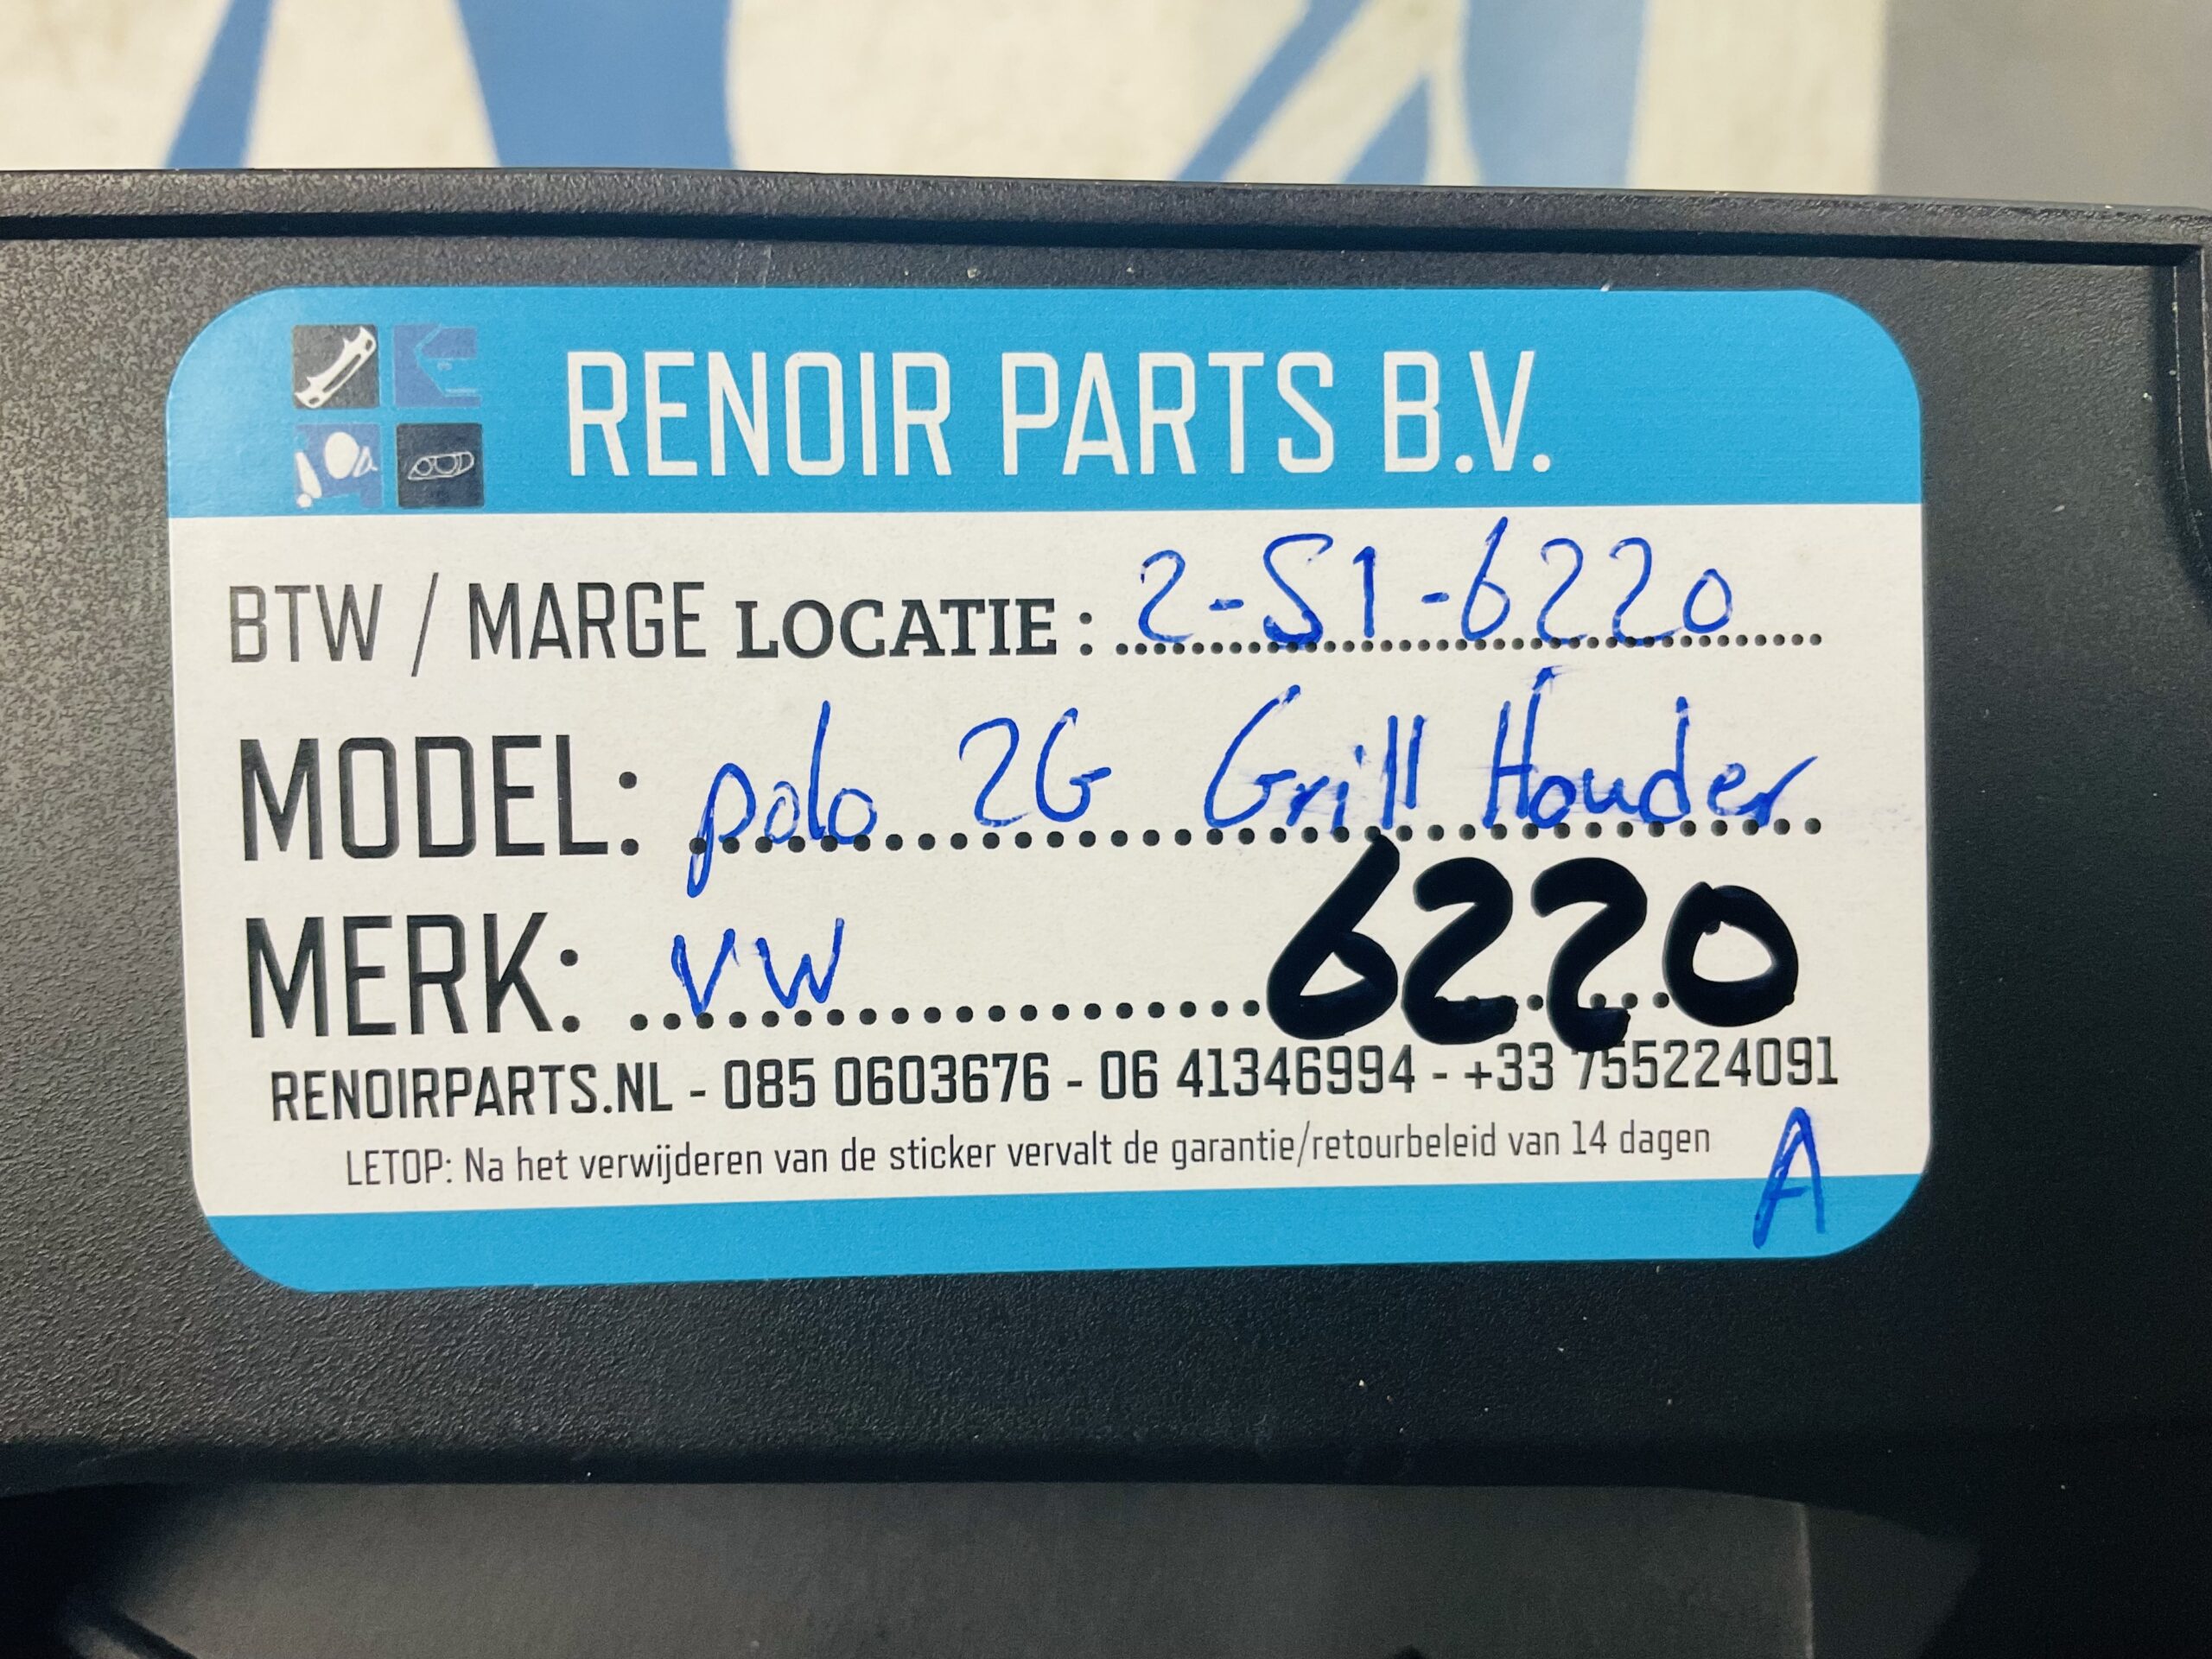 RENOIR PARTS B.V.
BTW / MARGE LOCATIE : 2-S1-6220
MODEL: polo 2G Grill Houder
MERK: VW 6220
RENOIRPARTS.NL - 085 0603676 - 06 41346994 - +33 755224091
LETOP: Na het verwijderen van de sticker vervalt de garantie/retourbeleid van 14 dagen
A